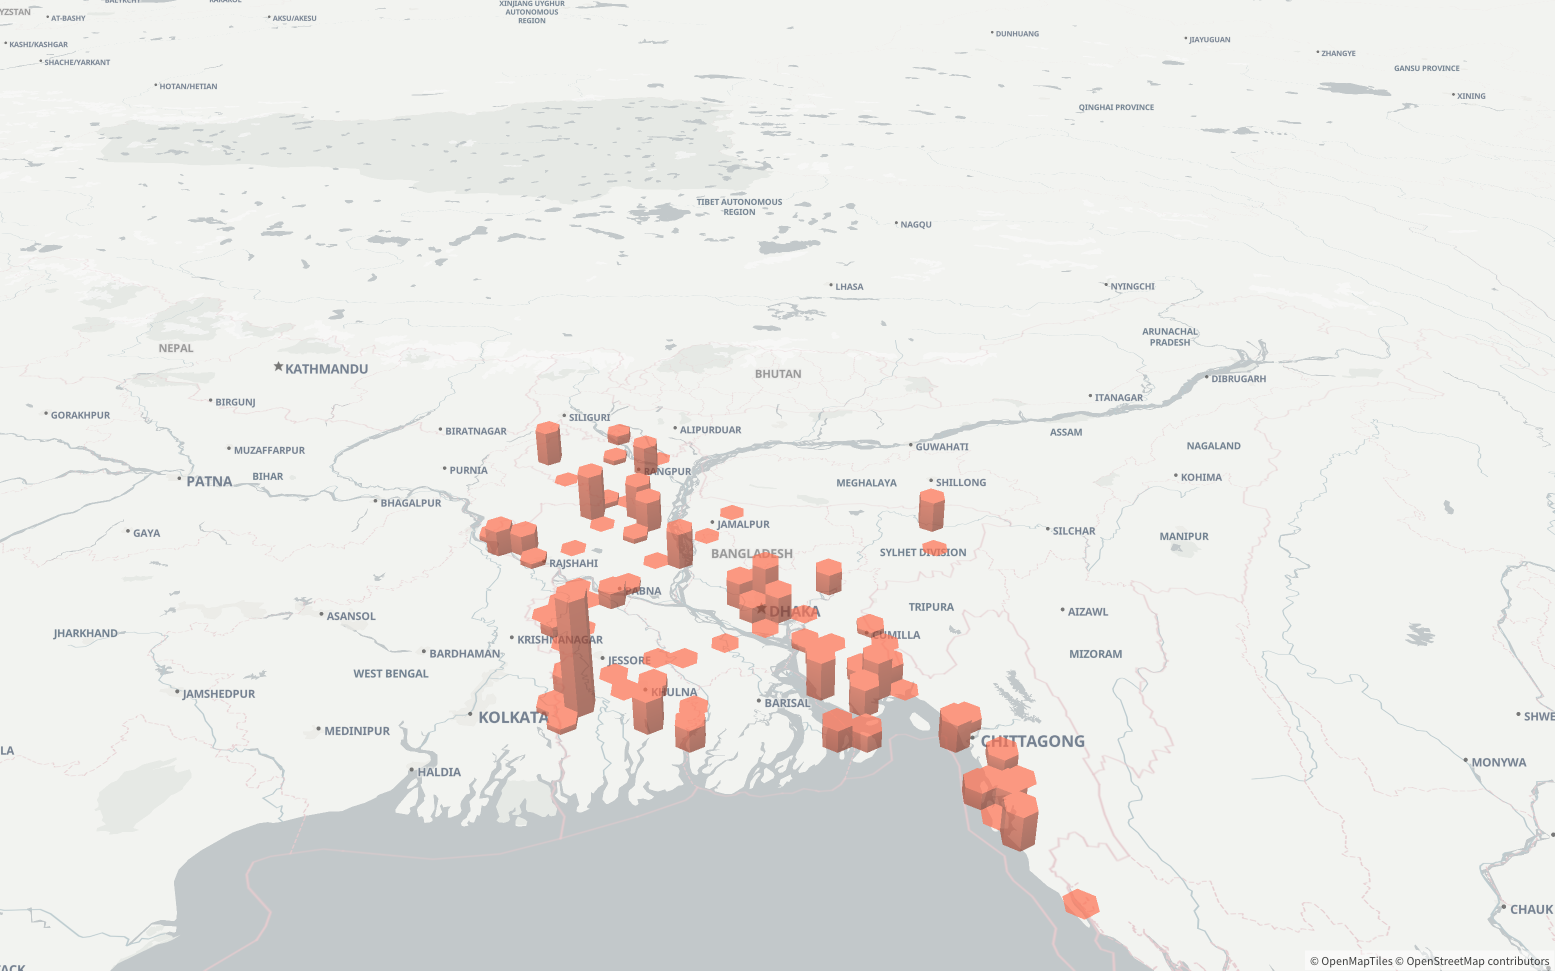 XINJIANG UYGHUR
AUTONOMOUS
REGION
AT-BASHY
AKSU/AKESU
DUNHUANG
JIAYUGUAN
KASHI/KASHGAR
ZHANGYE
SHACHE/YARKANT
GANSU PROVINCE
HOTAN/HETIAN
XINING
QINGHAI PROVINCE
TIBET AUTONOMOUS
REGION
NAGQU
LHASA
NYINGCHI
ARUNACHAL
PRADESH
NEPAL
KATHMANDU
BHUTAN
DIBRUGARH
BIRGUNJ
ITANAGAR
GORAKHPUR
SILIGURI
BIRATNAGAR
ALIPURDUAR
ASSAM
MUZAFFARPUR
GUWAHATI
NAGALAND
PURNIA
RANGPUR
BIHAR
KOHIMA
PATNA
MEGHALAYA
SHILLONG
BHAGALPUR
JAMALPUR
GAYA
SILCHAR
MANIPUR
BANGLADESH
SYLHET DIVISION
RAJSHAHI
PABNA
TRIPURA
DHAKA
AIZAWL
ASANSOL
JHARKHAND
KRISHNANAGAR
CUMILLA
BARDHAMAN
MIZORAM
JESSORE
WEST BENGAL
JAMSHEDPUR
KHULNA
BARISAL
KOLKATA
SHWE
MEDINIPUR
CHITTAGONG
LA
MONYWA
HALDIA
CHAUK
© OpenMapTiles © OpenStreetMap contributors